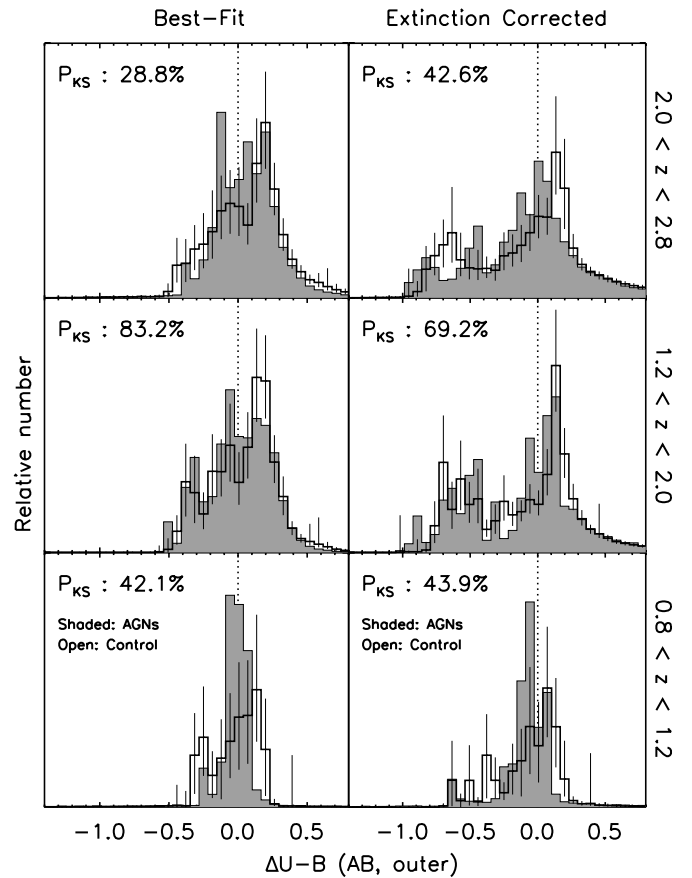 Best-Fit
Extinction Corrected
P_KS : 28.8%
P_KS : 42.6%
2.0 < z < 2.8
P_KS : 83.2%
P_KS : 69.2%
1.2 < z < 2.0
Relative number
P_KS : 42.1%
Shaded: AGNs
Open: Control
P_KS : 43.9%
Shaded: AGNs
Open: Control
0.8 < z < 1.2
-1.0 -0.5 0.0 0.5
-1.0 -0.5 0.0 0.5
ΔU-B (AB, outer)